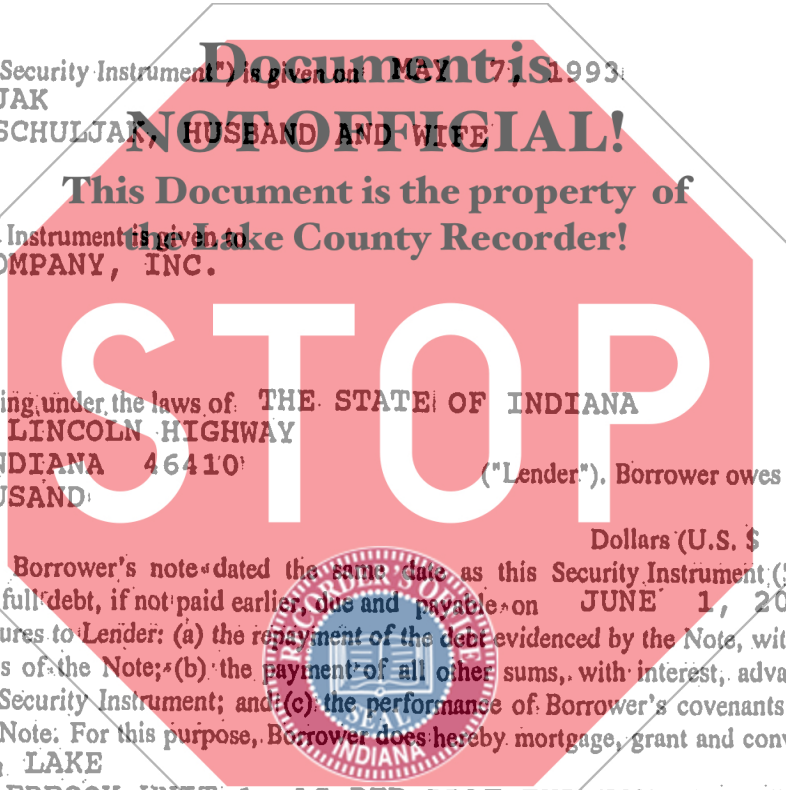 Document is
Security Instrument") is given on MAY 7, 1993
JAK
NOT OFFICIAL!
SCHULJAK, HUSBAND AND WIFE
This Document is the property of
the Lake County Recorder!
Instrument is given to
OMPANY, INC.
STOP
ing under the laws of THE STATE OF INDIANA
LINCOLN HIGHWAY
NDIANA 46410
("Lender"). Borrower owes
USAND
Dollars (U.S. $
Borrower's note dated the same date as this Security Instrument ("
full debt, if not paid earlier, due and payable on JUNE 1, 20
ures to Lender: (a) the repayment of the debt evidenced by the Note, wit
s of the Note; (b) the payment of all other sums, with interest, adva
Security Instrument; and (c) the performance of Borrower's covenants
Note. For this purpose, Borrower does hereby mortgage, grant and conv
LAKE
SEAL
INDIANA